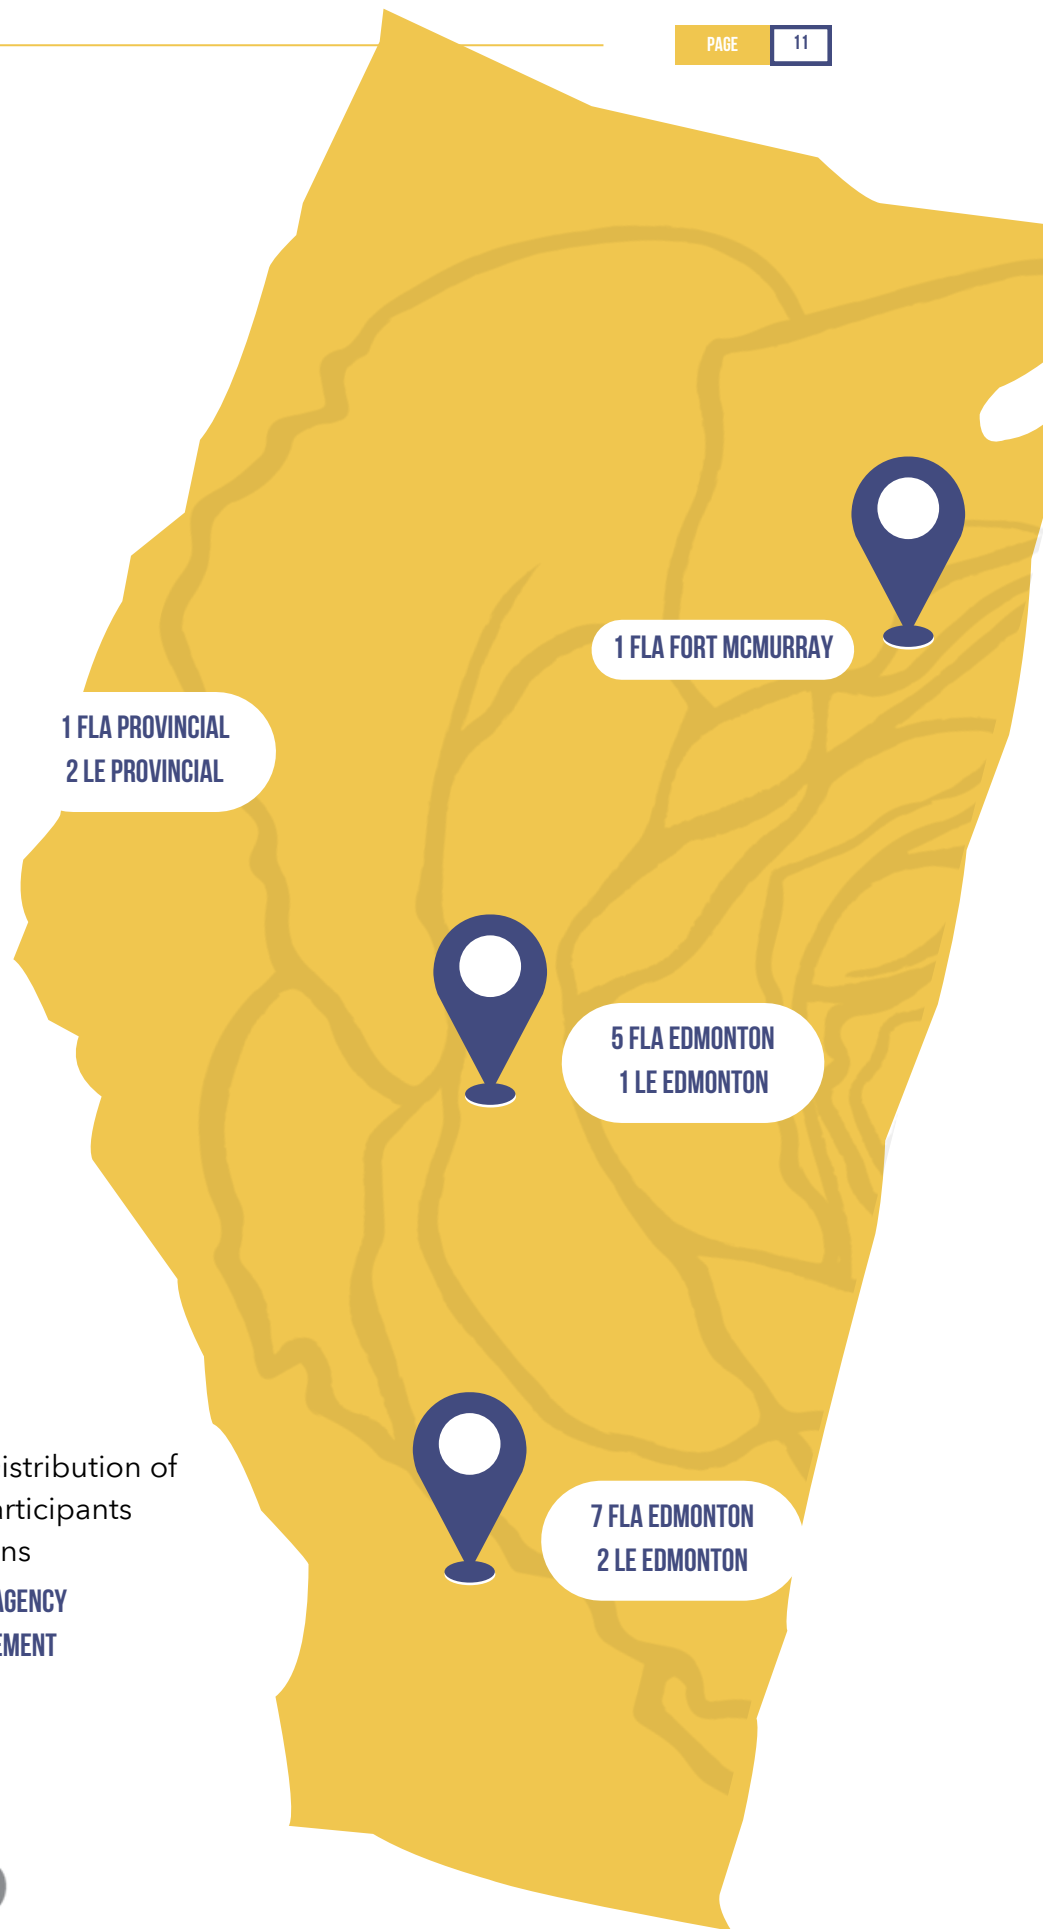 PAGE 11
1 FLA FORT MCMURRAY
1 FLA PROVINCIAL
2 LE PROVINCIAL
5 FLA EDMONTON
1 LE EDMONTON
istribution of
articipants
ns
AGENCY
EMENT
7 FLA EDMONTON
2 LE EDMONTON